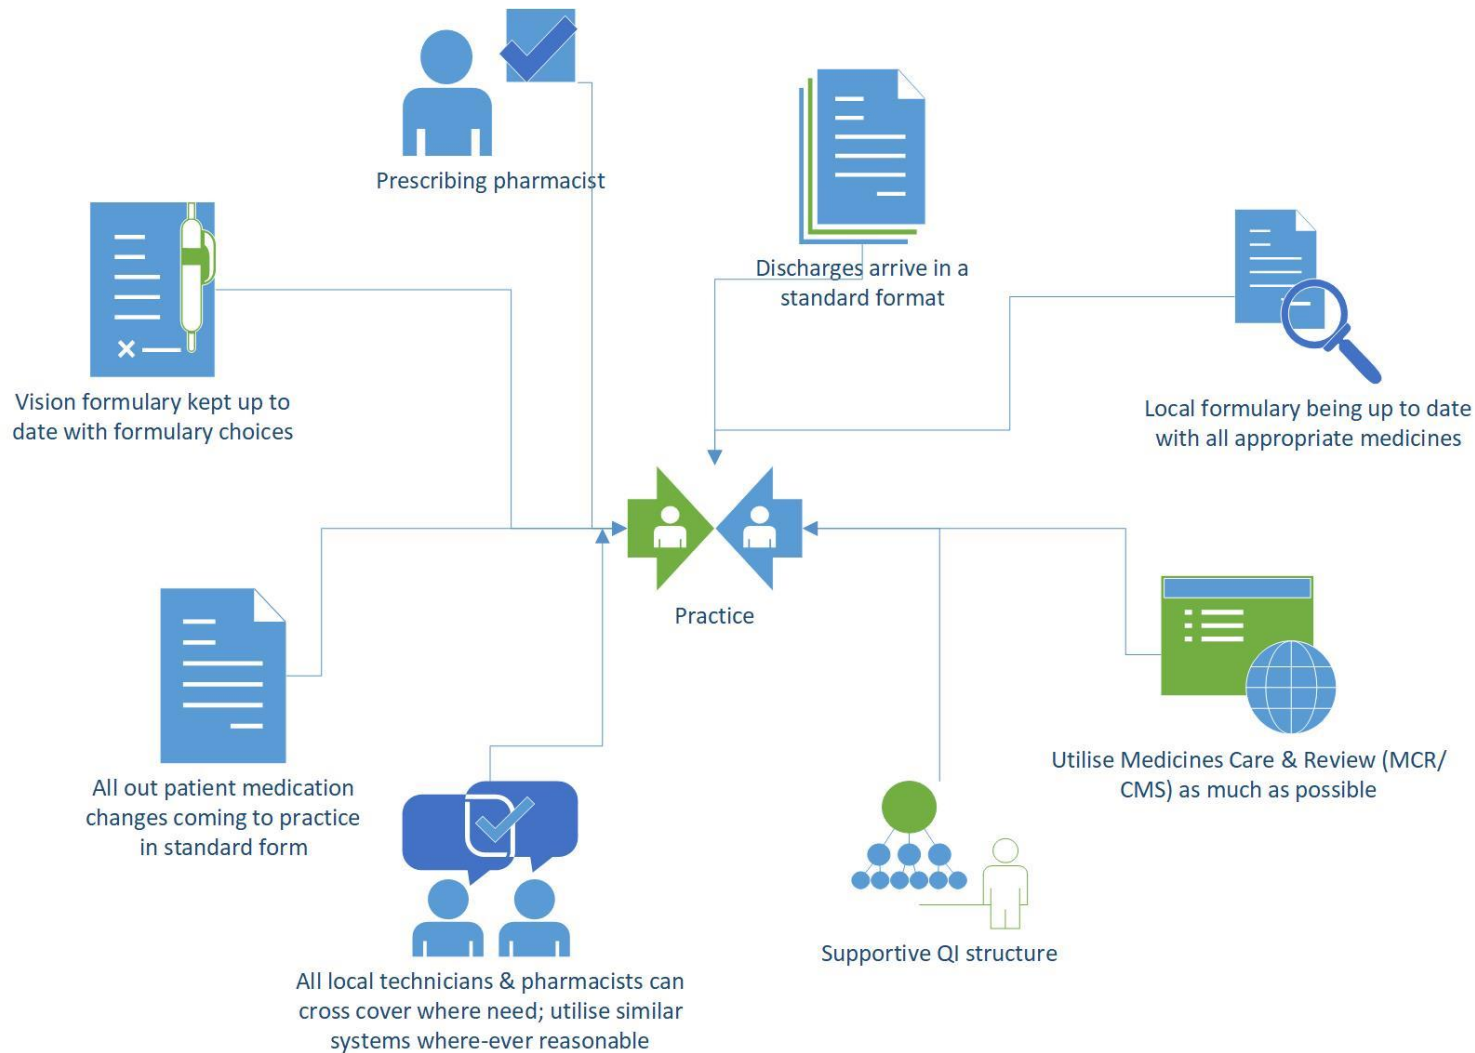 Prescribing pharmacist
Discharges arrive in a
standard format
Vision formulary kept up to
date with formulary choices
Local formulary being up to date
with all appropriate medicines
Practice
All out patient medication
changes coming to practice
in standard form
Utilise Medicines Care & Review (MCR/
CMS) as much as possible
Supportive QI structure
All local technicians & pharmacists can
cross cover where need; utilise similar
systems where-ever reasonable